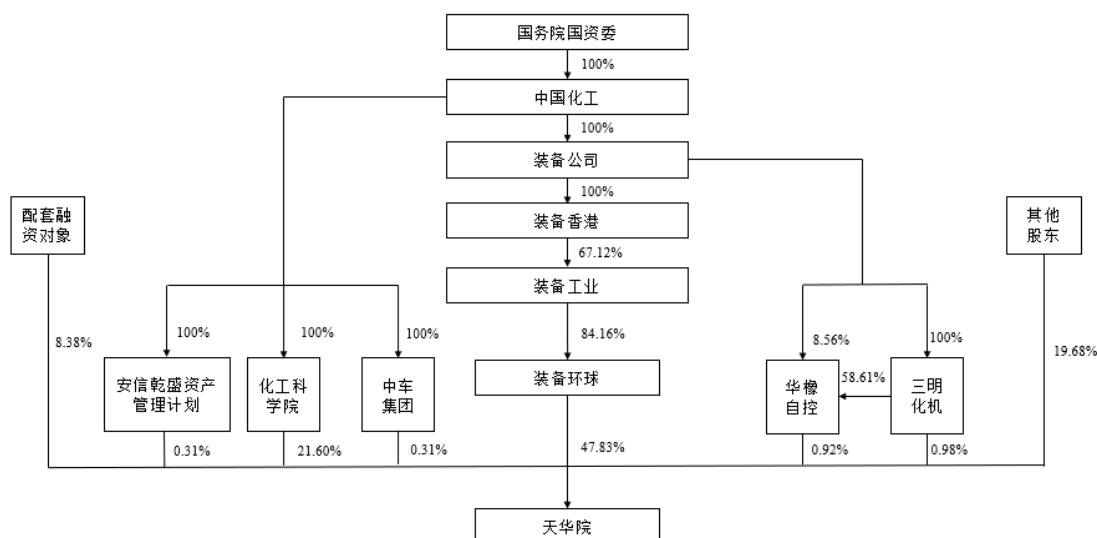 国务院国资委
100%
中国化工
100%
装备公司
100%
配套融
资对象
装备香港
其他
股东
67.12%
装备工业
8.38%
100%
100%
100%
84.16%
8.56%
100%
19.68%
安信乾盛资产
管理计划
化工科
学院
中车
集团
装备环球
华橡
自控
58.61%
三明
化机
0.31%
21.60%
0.31%
47.83%
0.92%
0.98%
天华院